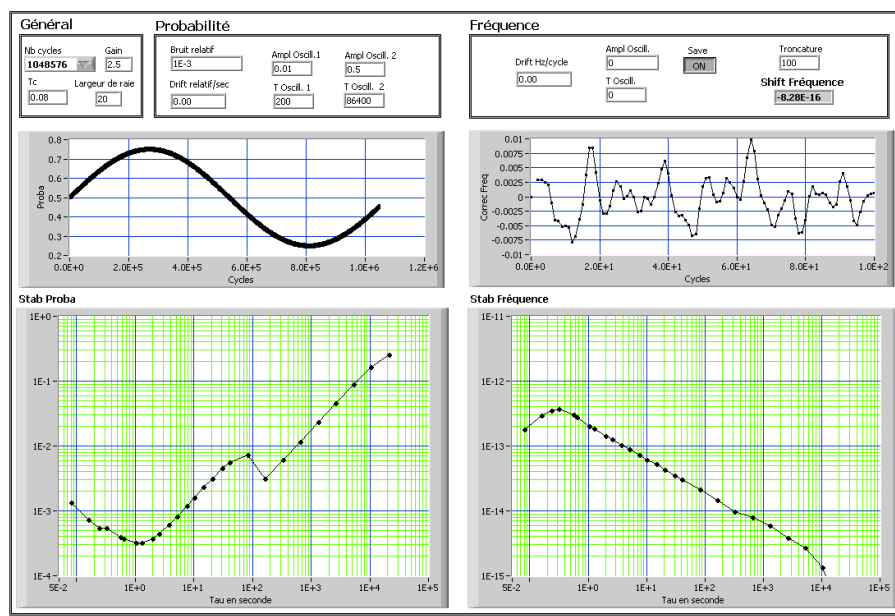 Général
Nb cycles
Gain
1048576
2.5
Tc
Largeur de raie
0.08
20
Probabilité
Bruit relatif
1E-3
Ampl Oscill.1
0.01
Ampl Oscill. 2
0.5
Drift relatif/sec
0.00
T Oscill. 1
200
T Oscill. 2
86400
Fréquence
Drift Hz/cycle
0.00
Ampl Oscill.
0
T Oscill.
0
Save
ON
Troncature
100
Shift Fréquence
-8.28E-16
0.8
0.7
0.6
0.5
0.4
0.3
0.2
Proba
0.0E+0
2.0E+5
4.0E+5
6.0E+5
8.0E+5
1.0E+6
1.2E+6
Cycles
0.01
0.0075
0.005
0.0025
0
-0.0025
-0.005
-0.0075
-0.01
Correc Freq
0.0E+0
2.0E+1
4.0E+1
6.0E+1
8.0E+1
1.0E+2
Cycles
Stab Proba
1E+0
1E-1
1E-2
1E-3
1E-4
5E-2
1E+0
1E+1
1E+2
1E+3
1E+4
1E+5
Tau en seconde
Stab Fréquence
1E-11
1E-12
1E-13
1E-14
1E-15
5E-2
1E+0
1E+1
1E+2
1E+3
1E+4
1E+5
Tau en seconde